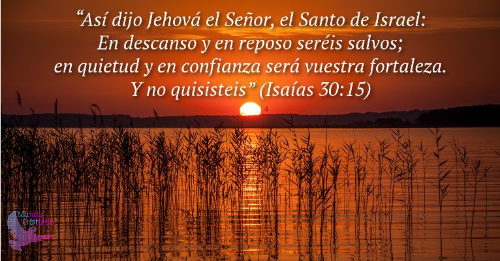 “Así dijo Jehová el Señor, el Santo de Israel:
En descanso y en reposo seréis salvos;
en quietud y en confianza será vuestra fortaleza.
Y no quisisteis” (Isaías 30:15)